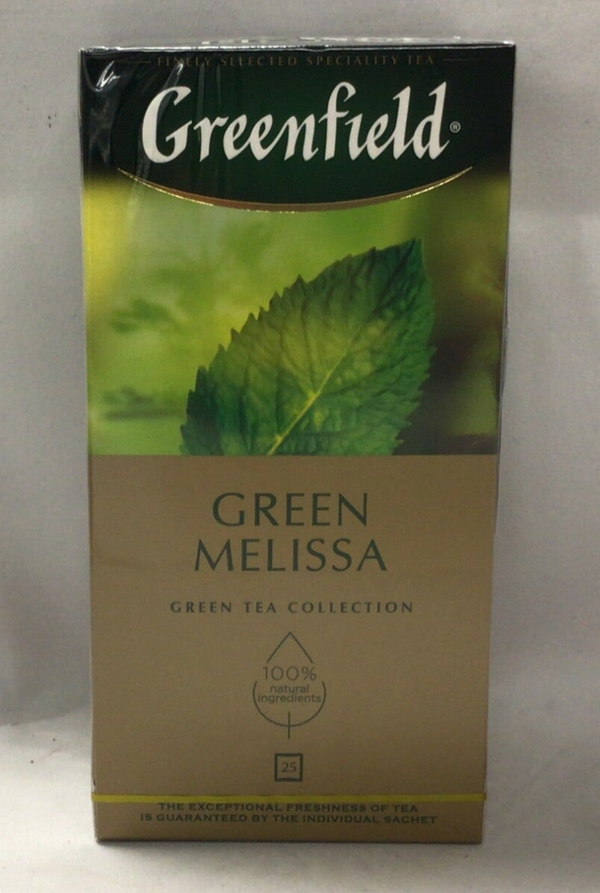 FINELY SELECTED SPECIALITY TEA
Greenfield®
GREEN
MELISSA
GREEN TEA COLLECTION
100%
natural
ingredients
25
THE EXCEPTIONAL FRESHNESS OF TEA
IS GUARANTEED BY THE INDIVIDUAL SACHET